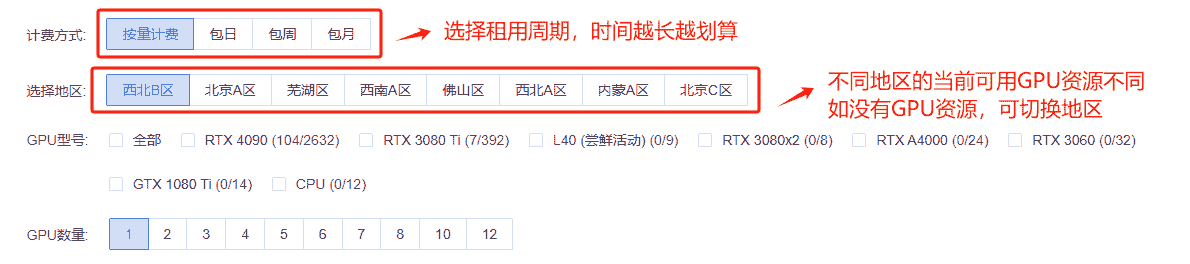 计费方式: 按量计费 包日 包周 包月 选择租用周期，时间越长越划算
选择地区: 西北B区 北京A区 芜湖区 西南A区 佛山区 西北A区 内蒙A区 北京C区
不同地区的当前可用GPU资源不同
如没有GPU资源，可切换地区
GPU型号: 全部 RTX 4090 (104/2632) RTX 3080 Ti (7/392) L40 (尝鲜活动) (0/9) RTX 3080x2 (0/8) RTX A4000 (0/24) RTX 3060 (0/32)
GTX 1080 Ti (0/14) CPU (0/12)
GPU数量: 1 2 3 4 5 6 7 8 10 12